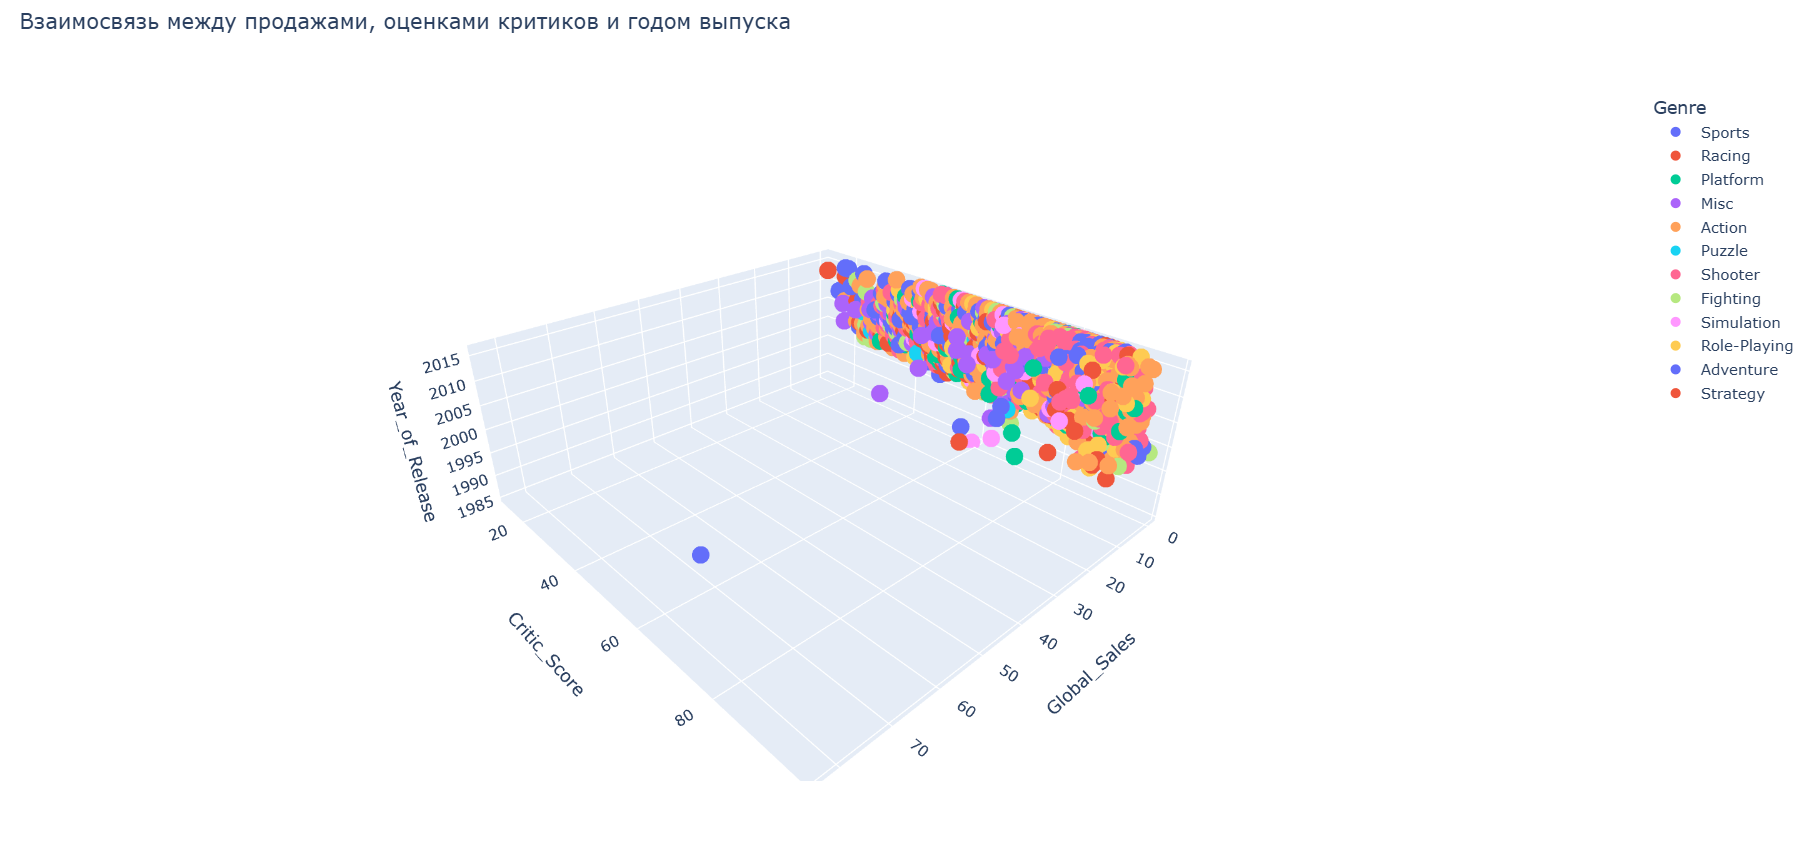 Взаимосвязь между продажами, оценками критиков и годом выпуска
Genre
Sports
Racing
Platform
Misc
Action
Puzzle
Shooter
Fighting
Simulation
Role-Playing
Adventure
Strategy
2015
2010
2005
2000
1995
1990
1985
Year_of_Release
20
40
60
80
Critic_Score
0
10
20
30
40
50
60
70
Global_Sales